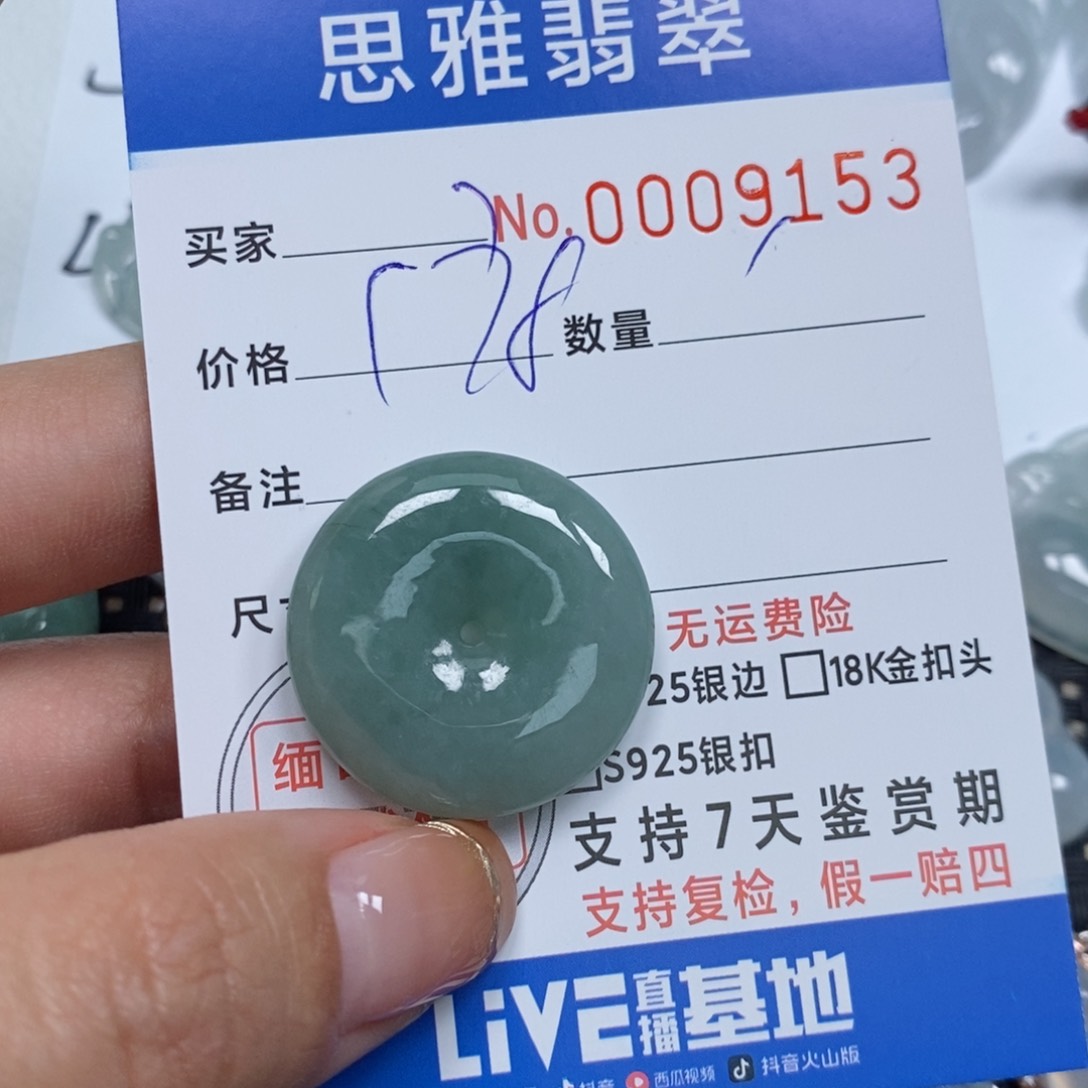 思雅翡翠
No.0009153
买家
价格 数量
备注
无运费险
25银边 18K金扣头
S925银扣
缅
支持7天鉴赏期
支持复检，假一赔四
LiVE直播基地
抖音 西瓜视频 抖音火山版